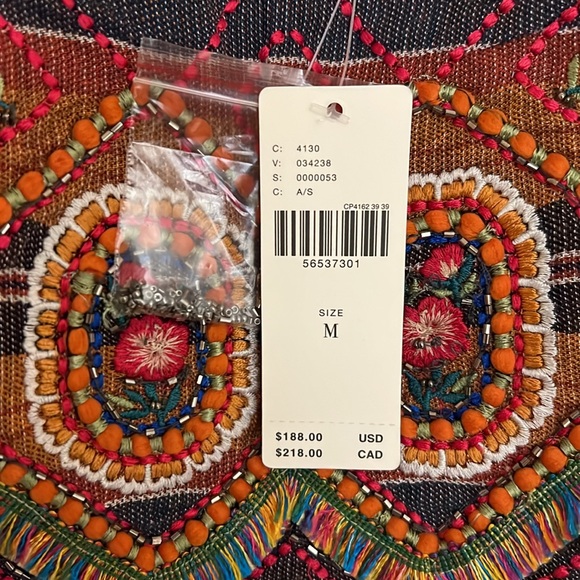 C: 4130
V: 034238
S: 0000053
C: A/S
CP4162 39 39
56537301
SIZE
M
$188.00 USD
$218.00 CAD